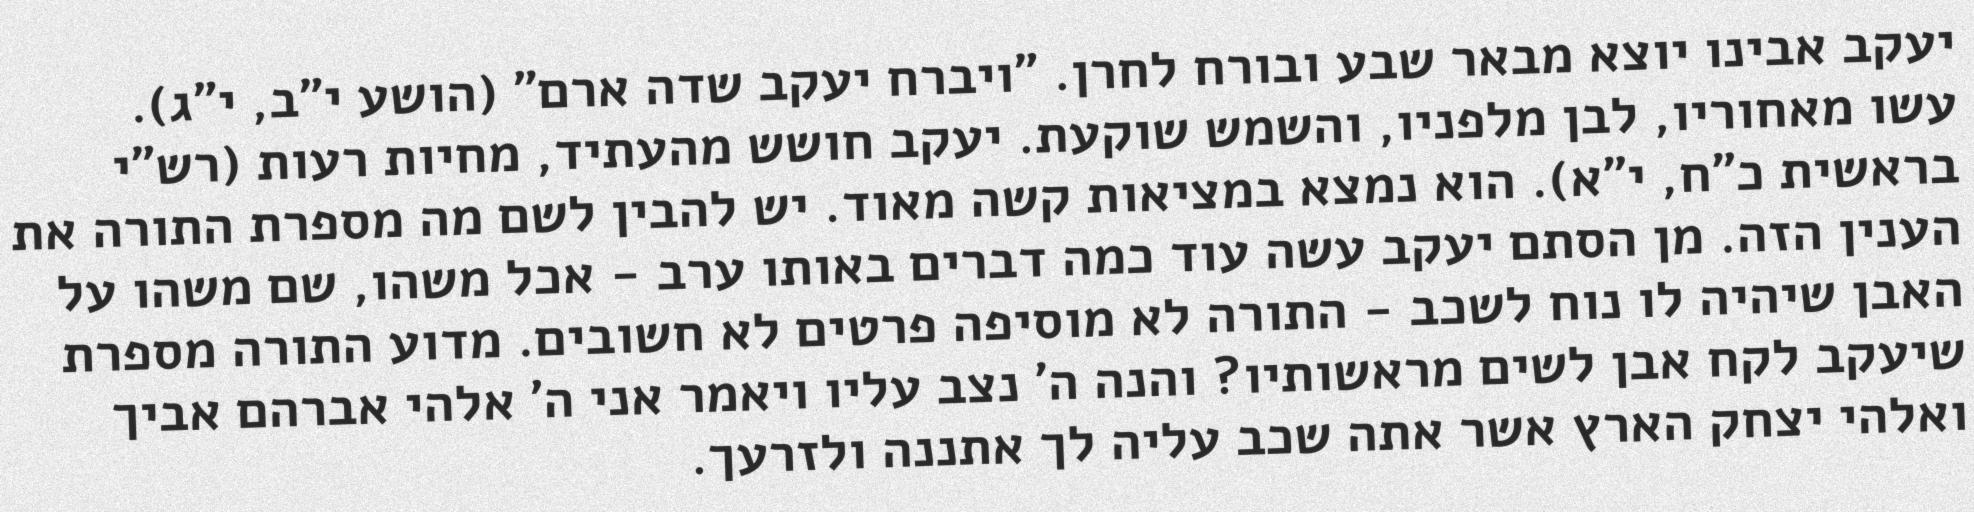 יעקב אבינו יוצא מבאר שבע ובורח לחרן. ״ויברח יעקב שדה ארם״ (הושע י״ב, י״ג).
עשו מאחוריו, לבן מלפניו, והשמש שוקעת. יעקב חושש מהעתיד, מחיות רעות (רש״י
בראשית כ״ח, י״א). הוא נמצא במציאות קשה מאוד. יש להבין לשם מה מספרת התורה את
הענין הזה. מן הסתם יעקב עשה עוד כמה דברים באותו ערב – אכל משהו, שם משהו על
האבן שיהיה לו נוח לשכב – התורה לא מוסיפה פרטים לא חשובים. מדוע התורה מספרת
שיעקב לקח אבן לשים מראשותיו? והנה ה׳ נצב עליו ויאמר אני ה׳ אלהי אברהם אביך
ואלהי יצחק הארץ אשר אתה שכב עליה לך אתננה ולזרעך.